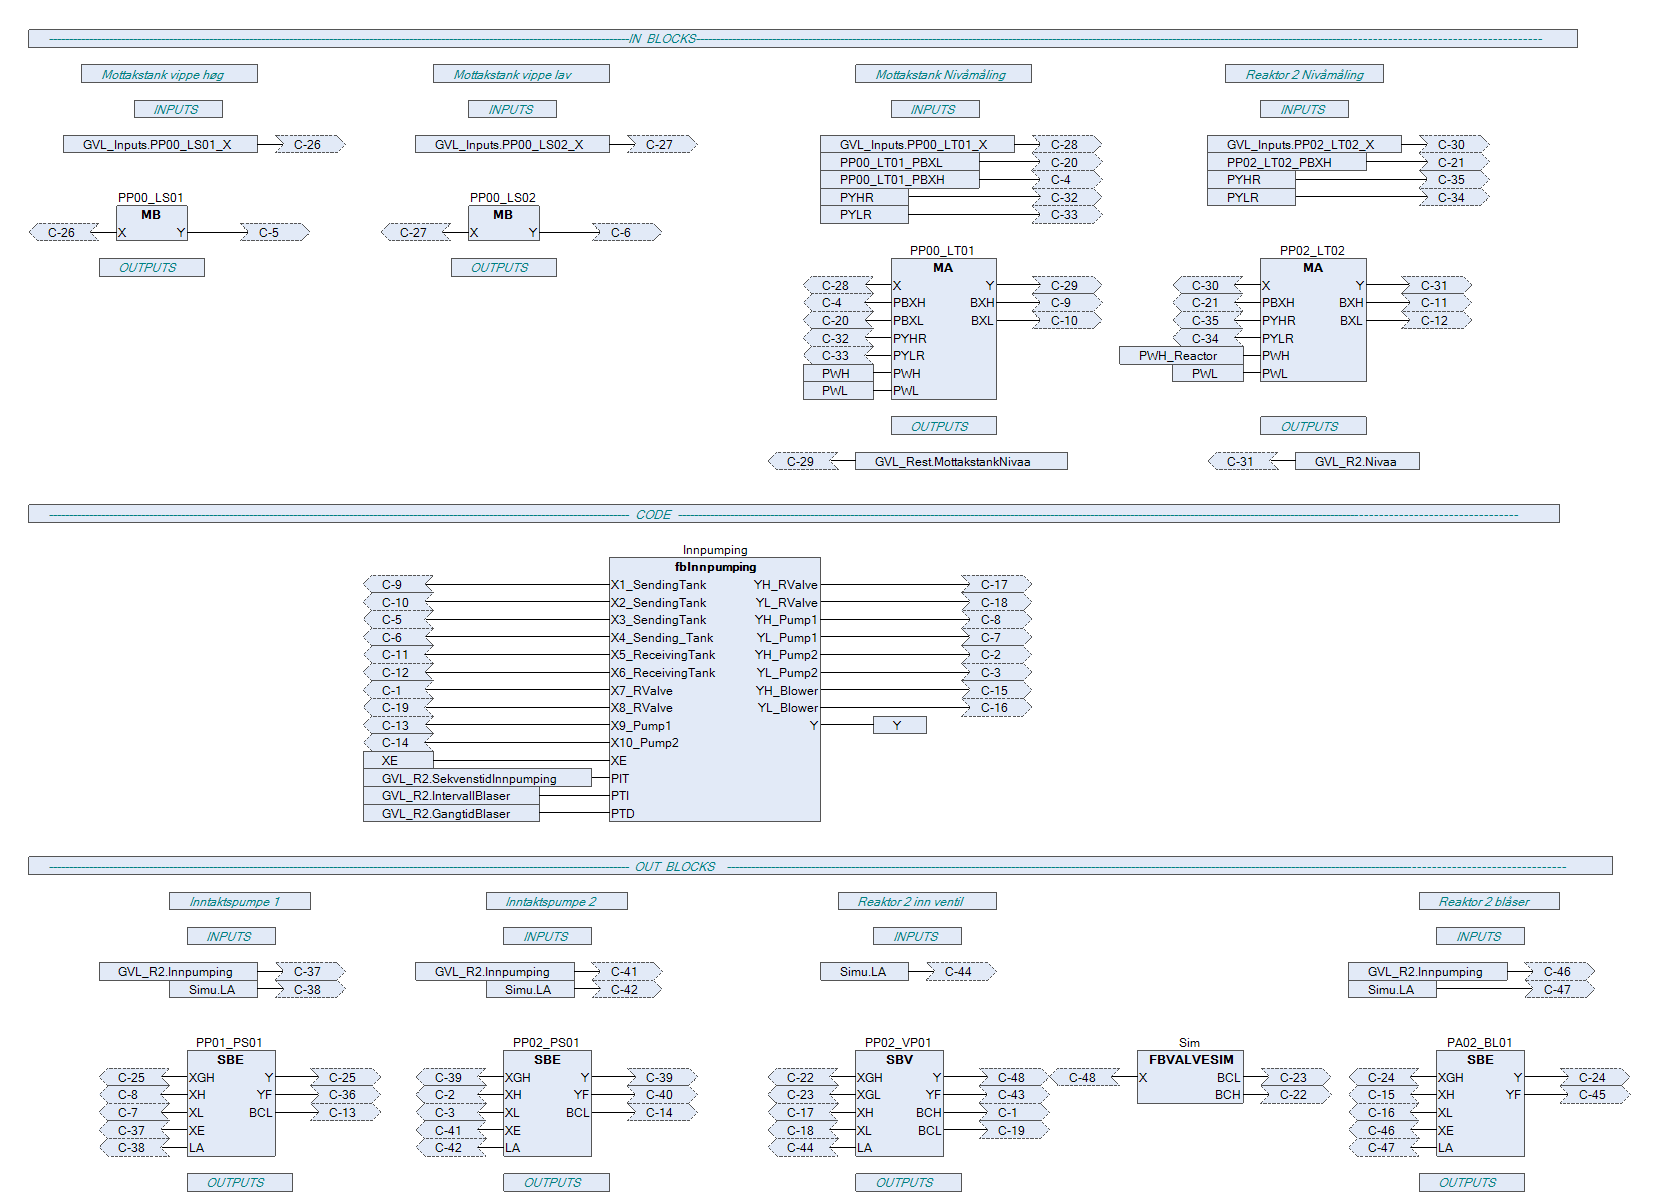 IN BLOCKS
Mottakstank vippe høg
Mottakstank vippe lav
Mottakstank Nivåmåling
Reaktor 2 Nivåmåling
INPUTS
INPUTS
INPUTS
INPUTS
GVL_Inputs.PP00_LS01_X C-26
GVL_Inputs.PP00_LS02_X C-27
GVL_Inputs.PP00_LT01_X C-28
PP00_LT01_PBXL C-20
PP00_LT01_PBXH C-4
PYHR C-32
PYLR C-33
GVL_Inputs.PP02_LT02_X C-30
PP02_LT02_PBXH C-21
PYHR C-35
PYLR C-34
PP00_LS01
MB
C-26 X Y C-5
OUTPUTS
PP00_LS02
MB
C-27 X Y C-6
OUTPUTS
PP00_LT01
MA
C-28 X Y C-29
C-4 PBXH BXH C-9
C-20 PBXL BXL C-10
C-32 PYHR
C-33 PYLR
PWH PWH
PWL PWL
OUTPUTS
C-29 GVL_Rest.MottakstankNivaa
PP02_LT02
MA
C-30 X Y C-31
C-21 PBXH BXH C-11
C-35 PYHR BXL C-12
C-34 PYLR
PWH_Reactor PWH
PWL PWL
OUTPUTS
C-31 GVL_R2.Nivaa
CODE
Innpumping
fbInnpumping
C-9 X1_SendingTank YH_RValve C-17
C-10 X2_SendingTank YL_RValve C-18
C-5 X3_SendingTank YH_Pump1 C-8
C-6 X4_Sending_Tank YL_Pump1 C-7
C-11 X5_ReceivingTank YH_Pump2 C-2
C-12 X6_ReceivingTank YL_Pump2 C-3
C-1 X7_RValve YH_Blower C-15
C-19 X8_RValve YL_Blower C-16
C-13 X9_Pump1 Y Y
C-14 X10_Pump2
XE XE
GVL_R2.SekvenstidInnpumping PIT
GVL_R2.IntervallBlaser PTI
GVL_R2.GangtidBlaser PTD
OUT BLOCKS
Inntaktspumpe 1
Inntaktspumpe 2
Reaktor 2 inn ventil
Reaktor 2 blåser
INPUTS
INPUTS
INPUTS
INPUTS
GVL_R2.Innpumping C-37
Simu.LA C-38
GVL_R2.Innpumping C-41
Simu.LA C-42
Simu.LA C-44
GVL_R2.Innpumping C-46
Simu.LA C-47
PP01_PS01
SBE
C-25 XGH Y C-25
C-8 XH YF C-36
C-7 XL BCL C-13
C-37 XE
C-38 LA
OUTPUTS
PP02_PS01
SBE
C-39 XGH Y C-39
C-2 XH YF C-40
C-3 XL BCL C-14
C-41 XE
C-42 LA
OUTPUTS
PP02_VP01
SBV
C-22 XGH Y C-48
C-23 XGL YF C-43
C-17 XH BCH C-1
C-18 XL BCL C-19
C-44 LA
OUTPUTS
Sim
FBVALVESIM
C-48 X BCL C-23
BCH C-22
PA02_BL01
SBE
C-24 XGH Y C-24
C-15 XH YF C-45
C-16 XL
C-46 XE
C-47 LA
OUTPUTS